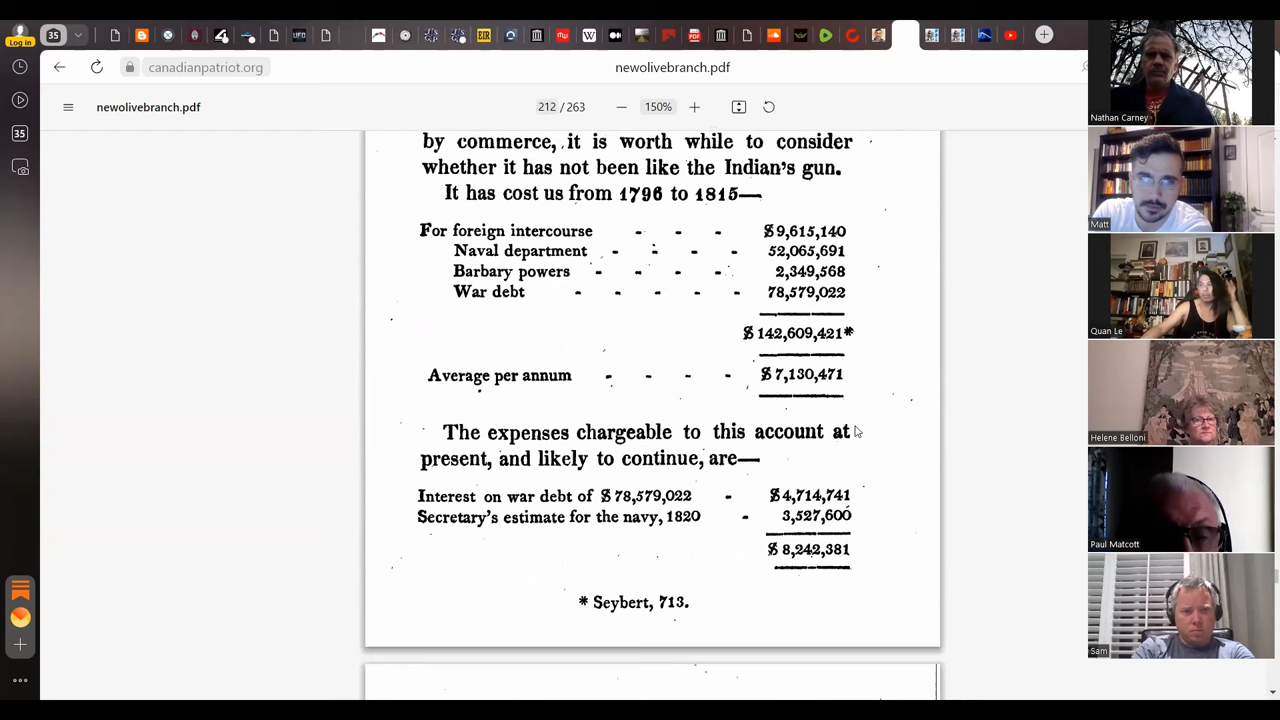 35
Log in
canadianpatriot.org
newolivebranch.pdf
35
newolivebranch.pdf
212 / 263
150%
by commerce, it is worth while to consider
whether it has not been like the Indian's gun.
It has cost us from 1796 to 1815—
For foreign intercourse - - - $ 9,615,140
Naval department - - - - 52,065,691
Barbary powers - - - - 2,349,568
War debt - - - - - 78,579,022
$ 142,609,421*
Average per annum - - - - $ 7,130,471
The expenses chargeable to this account at
present, and likely to continue, are—
Interest on war debt of $ 78,579,022 - $ 4,714,741
Secretary's estimate for the navy, 1820 - 3,527,600
$ 8,242,381
* Seybert, 713.
Nathan Carney
Matt
Quan Le
Helene Belloni
Paul Matcott
Sam